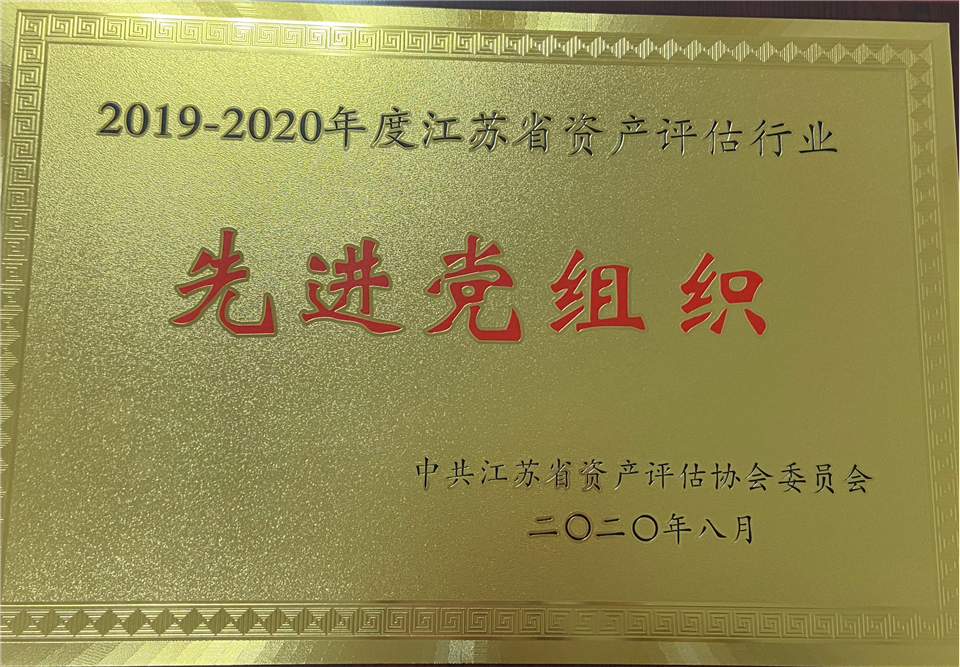 2019-2020年度江苏省资产评估行业
先进党组织
中共江苏省资产评估协会委员会
二〇二〇年八月